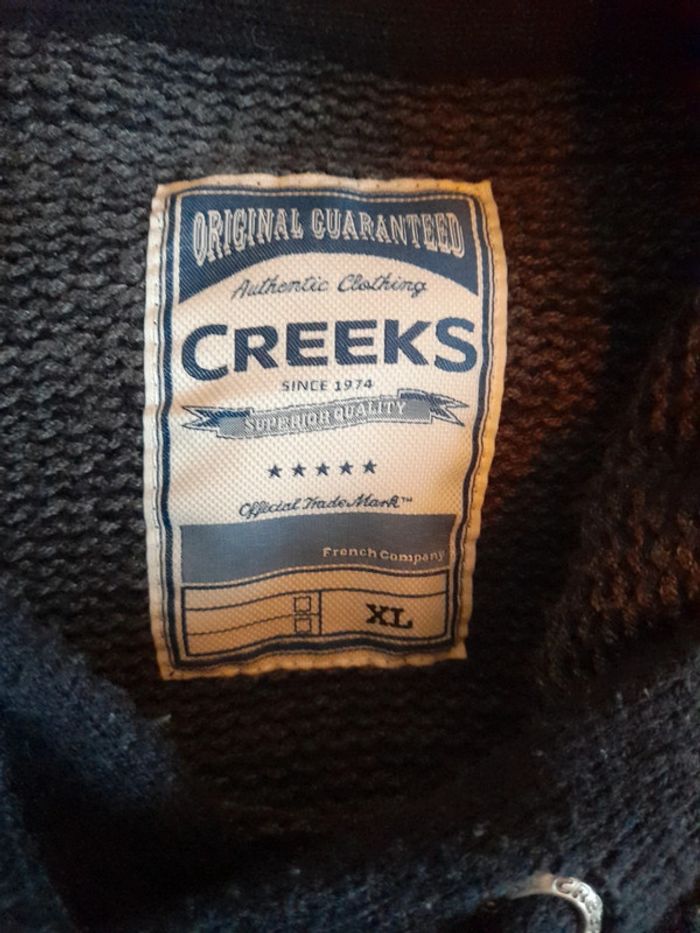 ORIGINAL GUARANTEED
Authentic Clothing
CREEKS
SINCE 1974
SUPERIOR QUALITY
Official Trade Mark™
French Company
XL